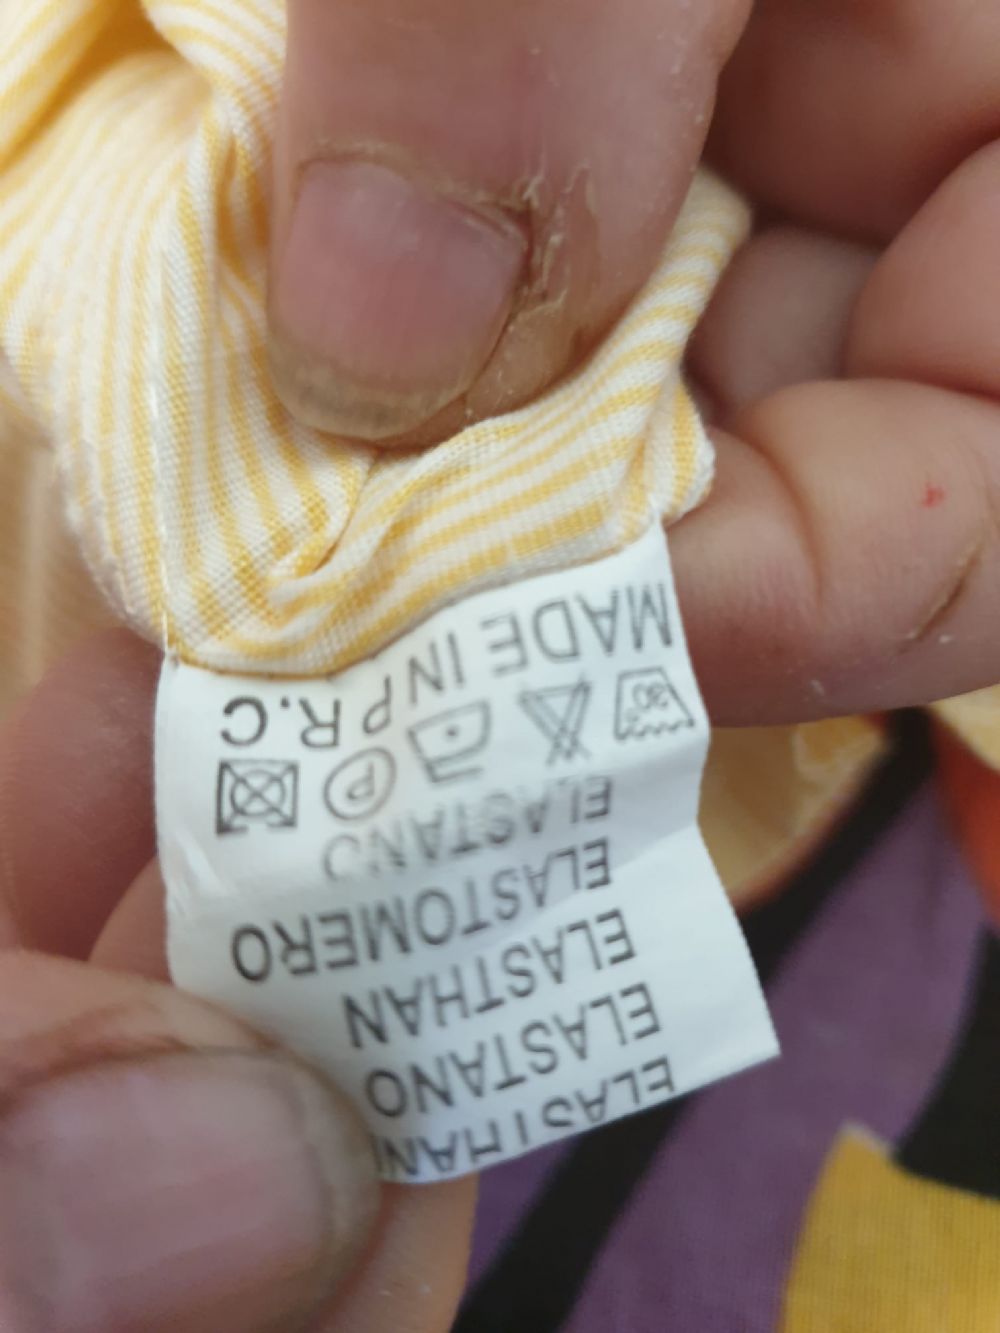 ELASTHAN
ELASTANO
ELASTHAN
ELASTOMERO
ELASTANO
30 P
MADE IN P.R.C